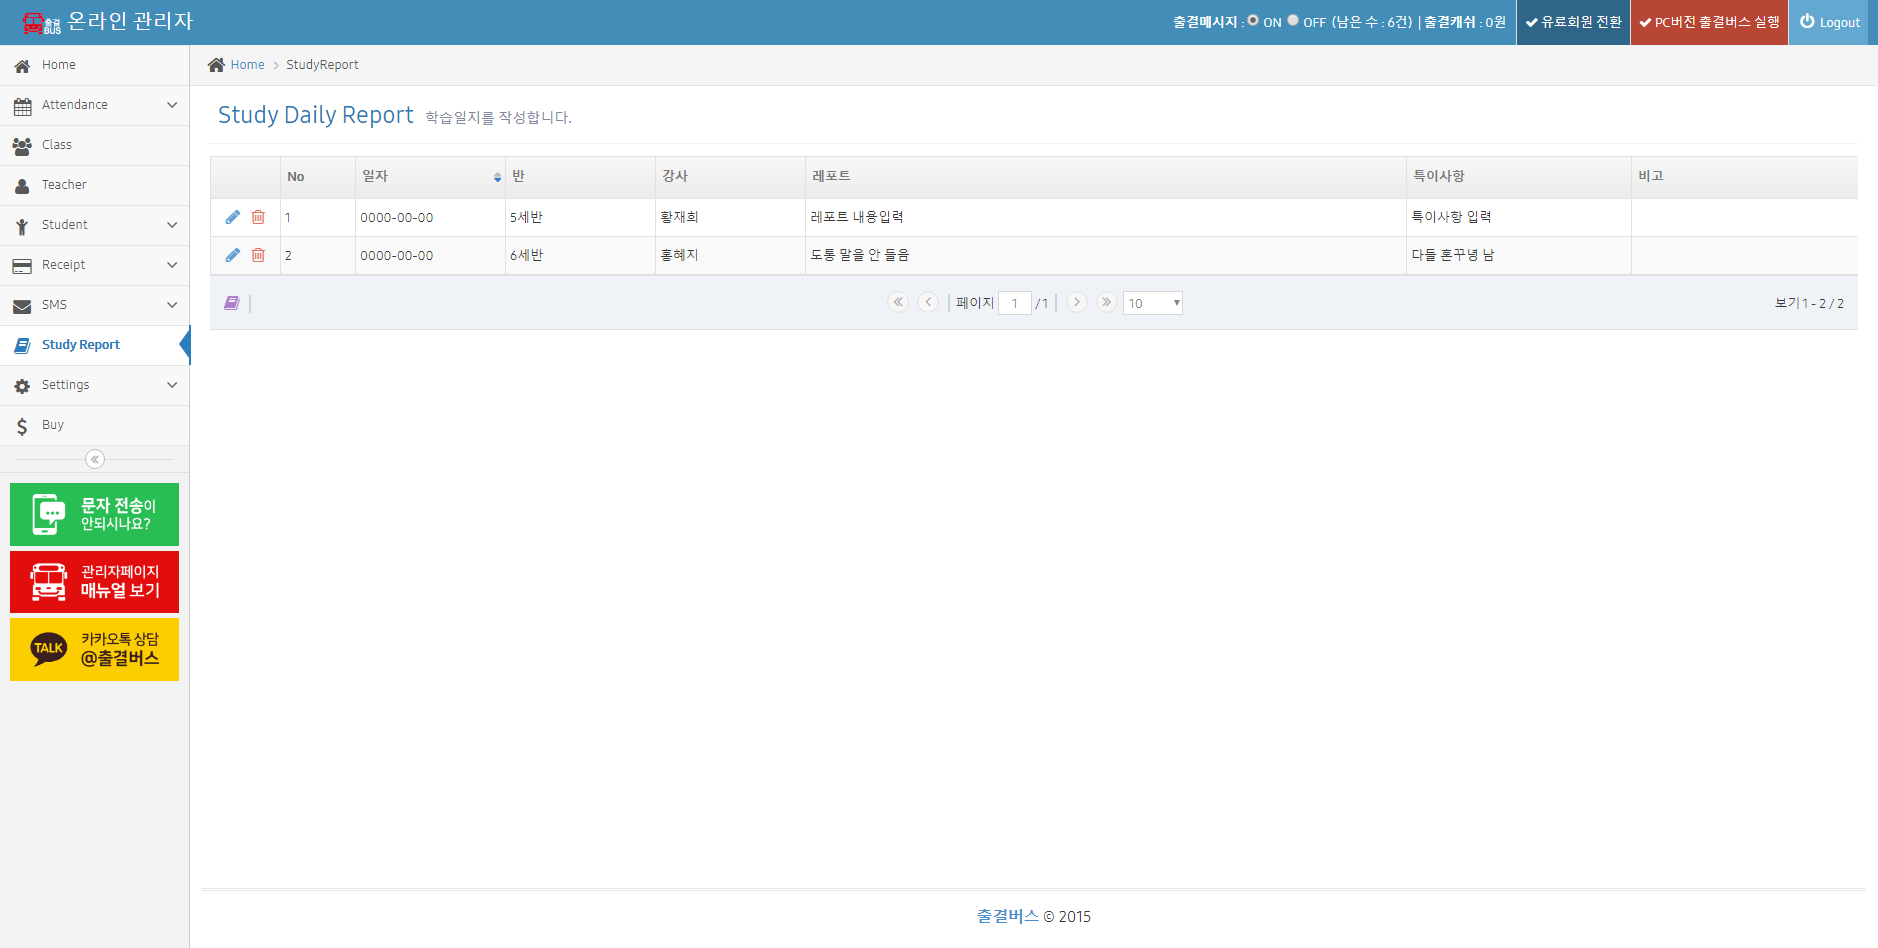 출결 BUS 온라인 관리자
출결메시지 : ON OFF (남은 수 : 6건) | 출결캐쉬 : 0원
유료회원 전환
PC버전 출결버스 실행
Logout
Home
Attendance
Class
Teacher
Student
Receipt
SMS
Study Report
Settings
Buy
문자 전송이
안되시나요?
관리자페이지
매뉴얼 보기
TALK
카카오톡 상담
@출결버스
Home > StudyReport
Study Daily Report 학습일지를 작성합니다.
No 일자 반 강사 레포트 특이사항 비고
1 0000-00-00 5세반 황재희 레포트 내용입력 특이사항 입력
2 0000-00-00 6세반 홍혜지 도통 말을 안 들음 다들 혼꾸녕 남
페이지 1 / 1 10 보기 1 - 2 / 2
출결버스 © 2015